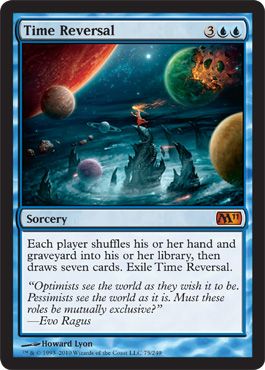 Time Reversal 3
Sorcery M11
Each player shuffles his or her hand and
graveyard into his or her library, then
draws seven cards. Exile Time Reversal.
“Optimists see the world as they wish it to be.
Pessimists see the world as it is. Must these
roles be mutually exclusive?”
—Evo Ragus
Howard Lyon
™ & © 1993–2010 Wizards of the Coast LLC 75/249